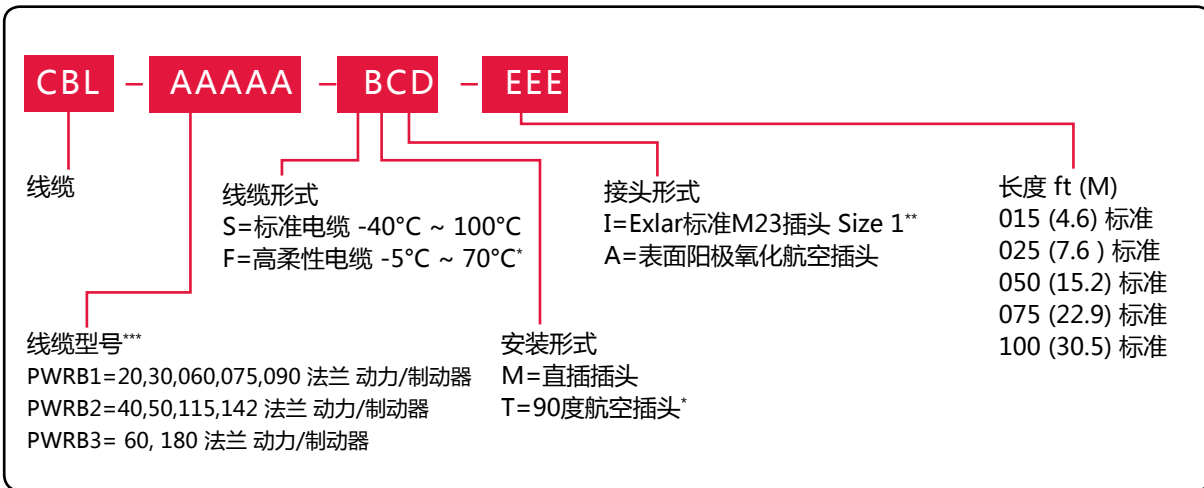 CBL – AAAAA – BCD – EEE
线缆
线缆形式
S=标准电缆 -40°C ~ 100°C
F=高柔性电缆 -5°C ~ 70°C*
接头形式
I=Exlar标准M23插头 Size 1**
A=表面阳极氧化航空插头
长度 ft (M)
015 (4.6) 标准
025 (7.6 ) 标准
050 (15.2) 标准
075 (22.9) 标准
100 (30.5) 标准
线缆型号***
PWRB1=20,30,060,075,090 法兰 动力/制动器
PWRB2=40,50,115,142 法兰 动力/制动器
PWRB3= 60, 180 法兰 动力/制动器
安装形式
M=直插插头
T=90度航空插头*